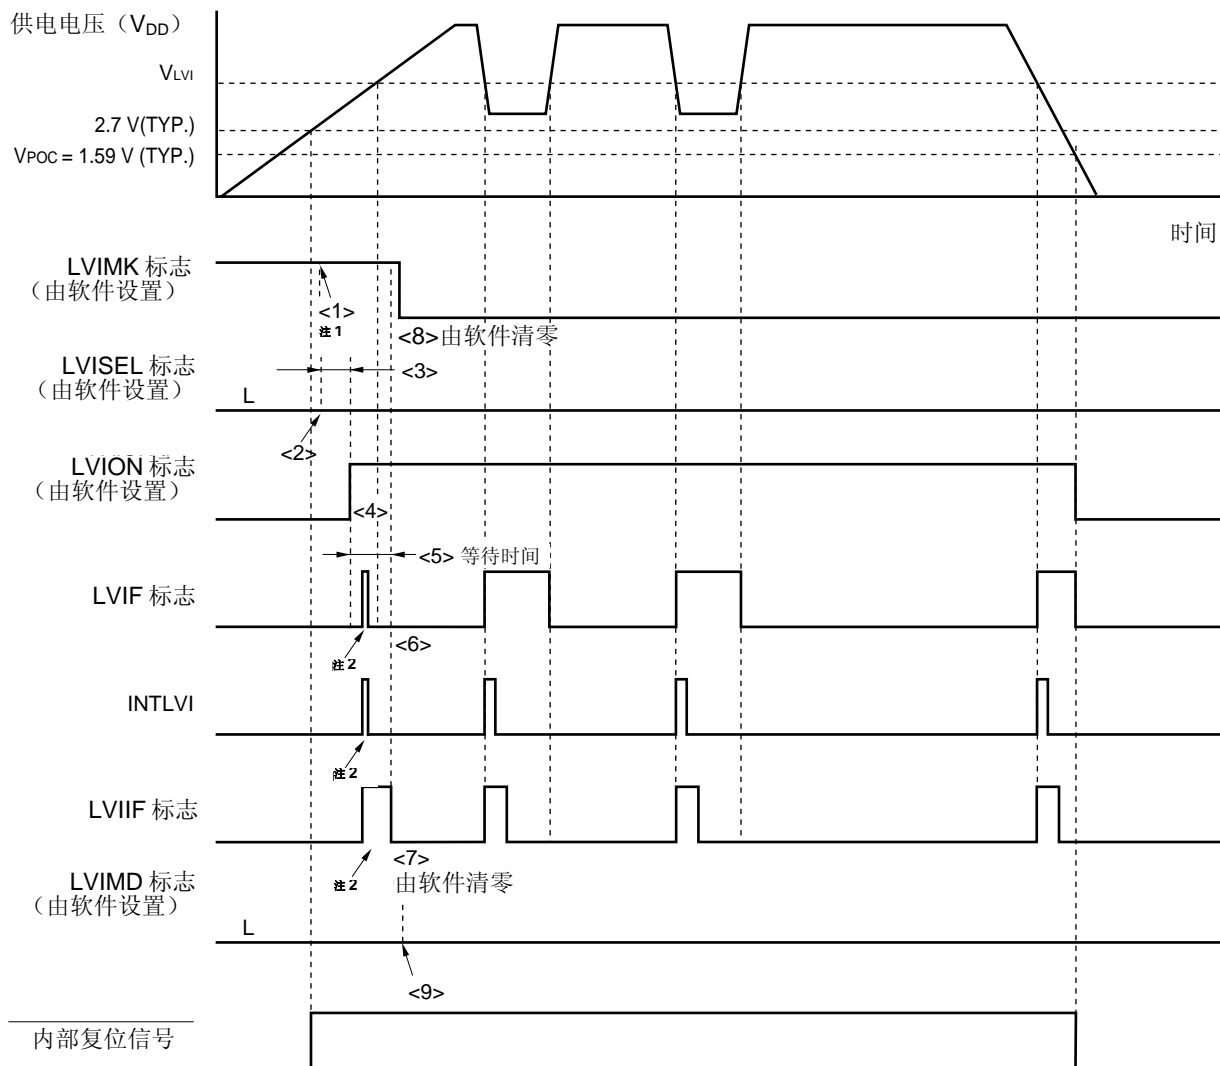 供电电压（VDD）
VLVI
2.7 V(TYP.)
VPOC = 1.59 V (TYP.)
时间
LVIMK 标志
（由软件设置）
<1>
注 1
<8>由软件清零
LVISEL 标志
（由软件设置）
L
<3>
<2>
LVION 标志
（由软件设置）
<4>
<5> 等待时间
LVIF 标志
注 2
<6>
INTLVI
注 2
LVIIF 标志
注 2
<7>
由软件清零
LVIMD 标志
（由软件设置）
L
<9>
内部复位信号